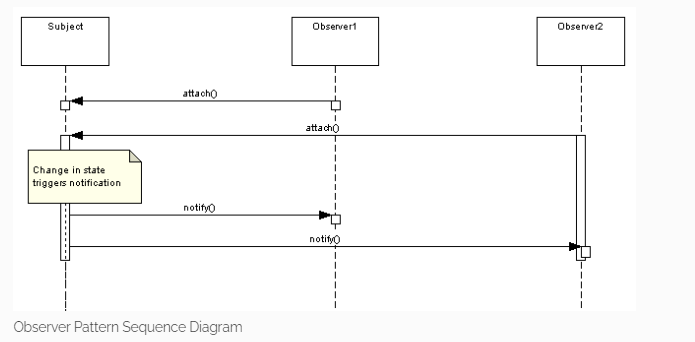 Subject
Observer1
Observer2
attach()
attach()
Change in state
triggers notification
notify()
notify()
Observer Pattern Sequence Diagram